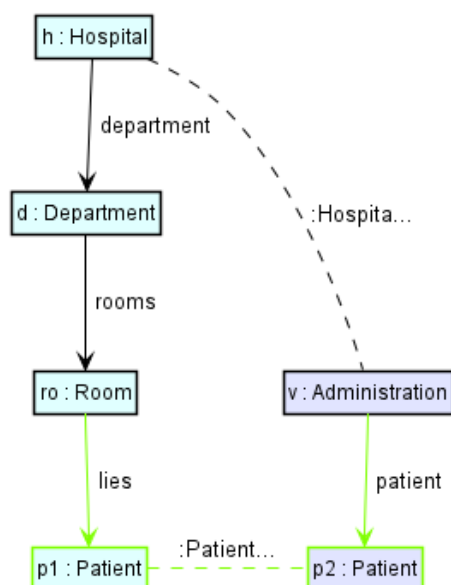 h : Hospital
department
d : Department
:Hospita...
rooms
ro : Room
v : Administration
lies
patient
:Patient...
p1 : Patient
p2 : Patient